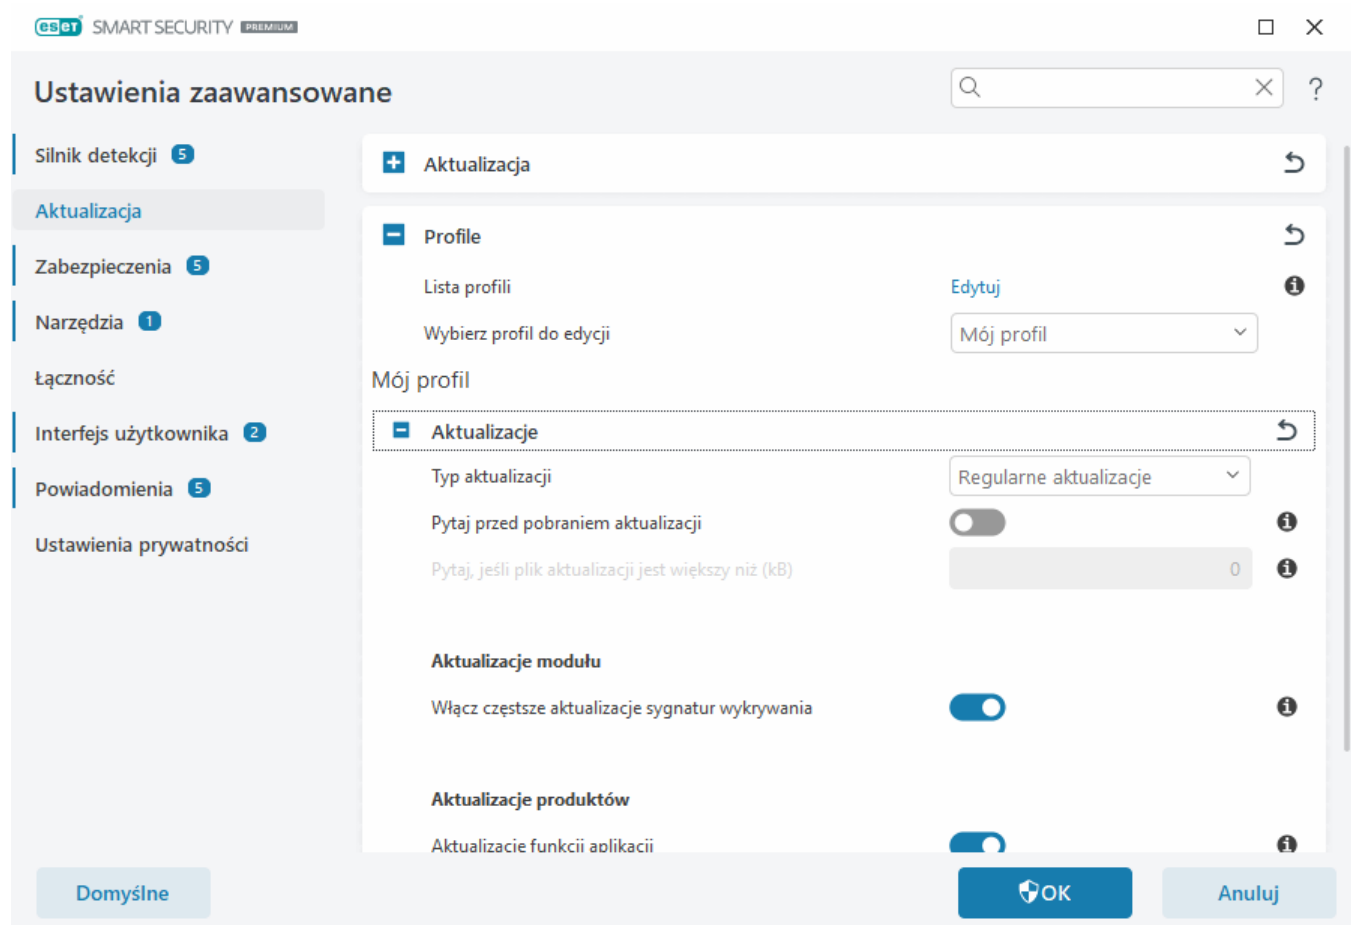 eset SMART SECURITY PREMIUM
Ustawienia zaawansowane
?
Silnik detekcji 5
Aktualizacja
Zabezpieczenia 5
Narzędzia 1
Łączność
Interfejs użytkownika 2
Powiadomienia 5
Ustawienia prywatności
Aktualizacja
Profile
Lista profili Edytuj
Wybierz profil do edycji Mój profil
Mój profil
Aktualizacje
Typ aktualizacji Regularne aktualizacje
Pytaj przed pobraniem aktualizacji
Pytaj, jeśli plik aktualizacji jest większy niż (kB) 0
Aktualizacje modułu
Włącz częstsze aktualizacje sygnatur wykrywania
Aktualizacje produktów
Aktualizacje funkcji aplikacji
Domyślne
OK
Anuluj